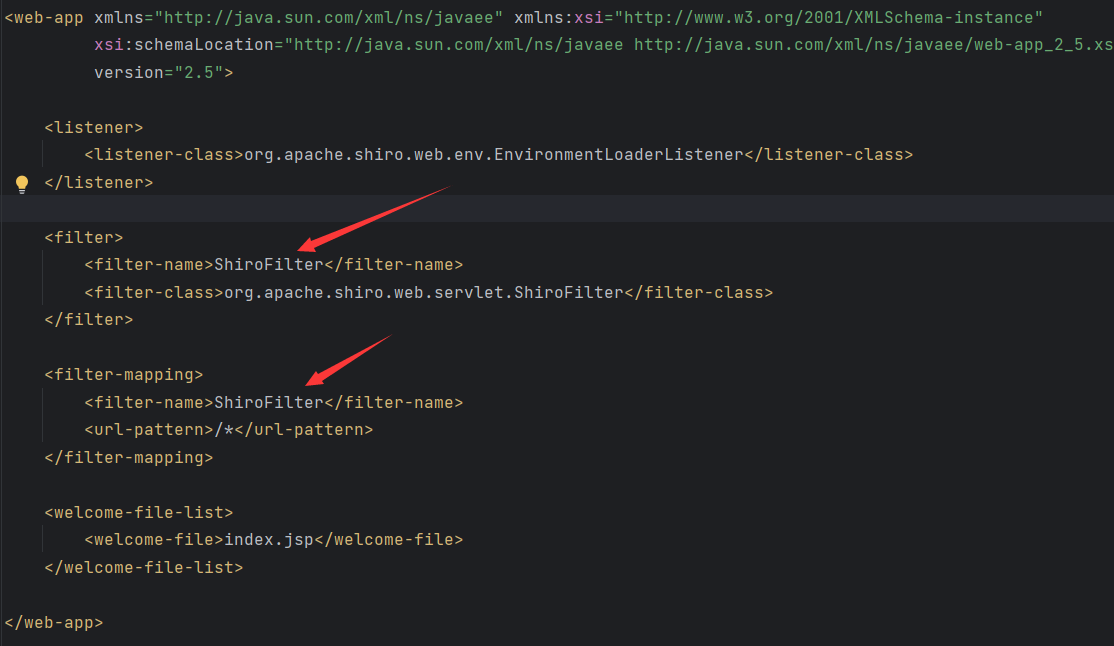 <web-app xmlns="http://java.sun.com/xml/ns/javaee" xmlns:xsi="http://www.w3.org/2001/XMLSchema-instance"
xsi:schemaLocation="http://java.sun.com/xml/ns/javaee http://java.sun.com/xml/ns/javaee/web-app_2_5.xs
version="2.5">
<listener>
<listener-class>org.apache.shiro.web.env.EnvironmentLoaderListener</listener-class>
</listener>
<filter>
<filter-name>ShiroFilter</filter-name>
<filter-class>org.apache.shiro.web.servlet.ShiroFilter</filter-class>
</filter>
<filter-mapping>
<filter-name>ShiroFilter</filter-name>
<url-pattern>/*</url-pattern>
</filter-mapping>
<welcome-file-list>
<welcome-file>index.jsp</welcome-file>
</welcome-file-list>
</web-app>